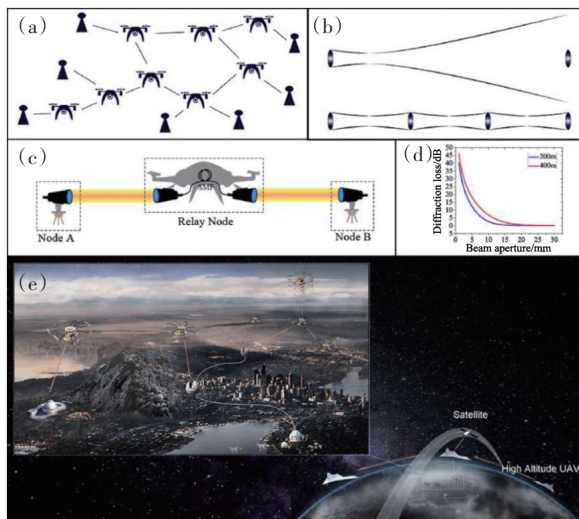 (a)
(b)
(c)
SMF
Node A
Relay Node
Node B
(d)
Diffraction loss/dB
50
45
40
35
30
25
20
15
10
5
0
200m
400m
0 5 10 15 20 25 30
Beam aperture/mm
(e)
Satellite
High Altitude UAV